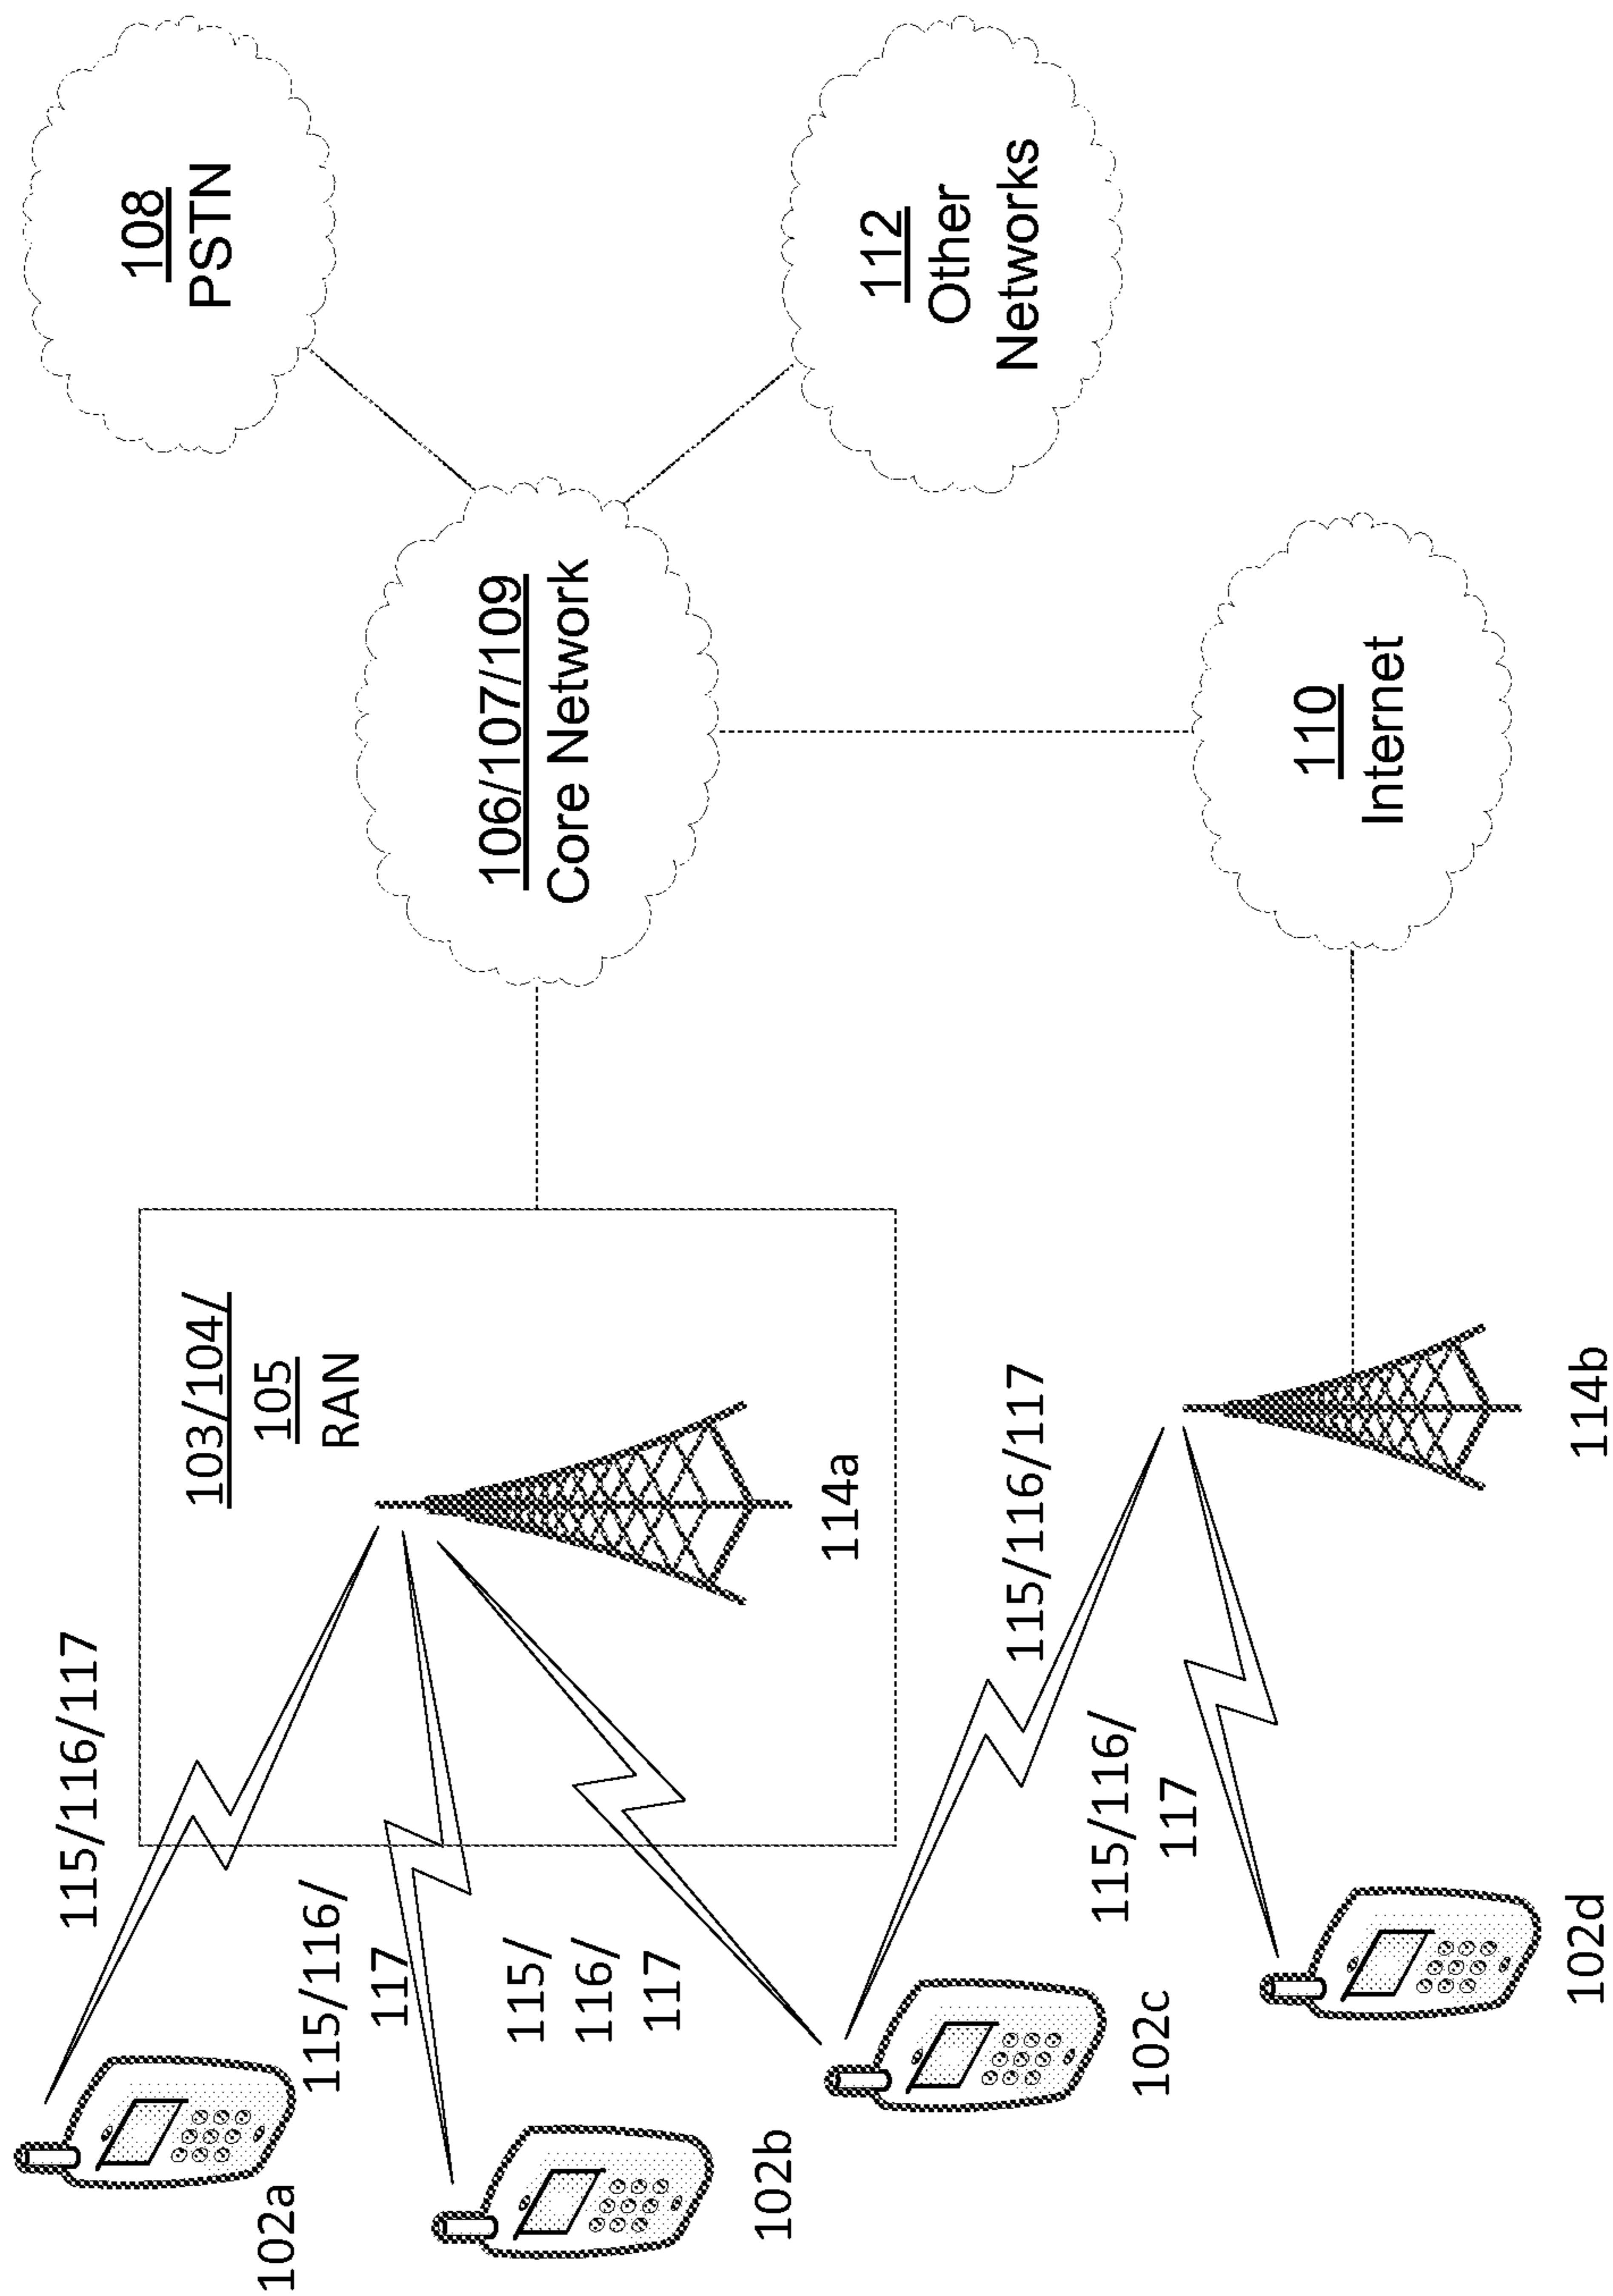 102a
115/116/117
103/104/
105
RAN
108
PSTN
115/116/
117
102b
115/
116/
117
114a
106/107/109
Core Network
112
Other
Networks
102c
115/116/117
115/116/
117
102d
114b
110
Internet